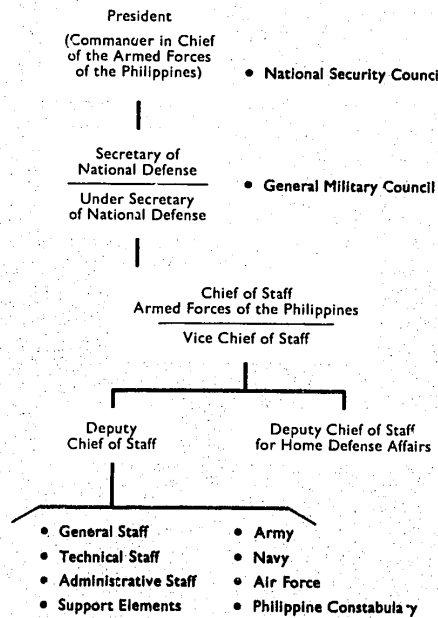 President
(Commanuer in Chief
of the Armed Forces
of the Philippines)
• National Security Counci
Secretary of
National Defense
Under Secretary
of National Defense
• General Military Council
Chief of Staff
Armed Forces of the Philippines
Vice Chief of Staff
Deputy
Chief of Staff
Deputy Chief of Staff
for Home Defense Affairs
• General Staff
• Technical Staff
• Administrative Staff
• Support Elements
• Army
• Navy
• Air Force
• Philippine Constabulary